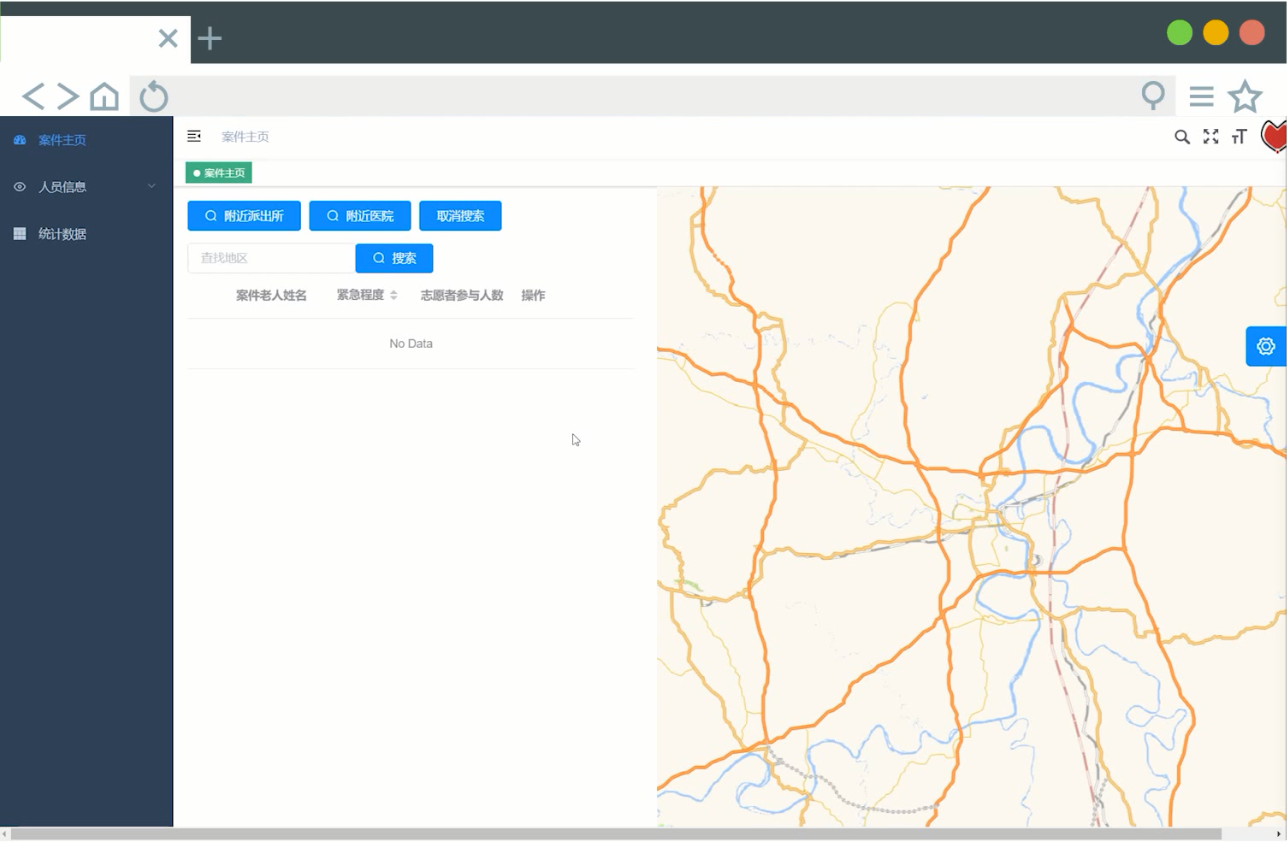 案件主页
案件主页
人员信息
案件主页
统计数据
附近派出所 附近医院 取消搜索
查找地区 搜索
案件老人姓名 紧急程度 志愿者参与人数 操作
No Data